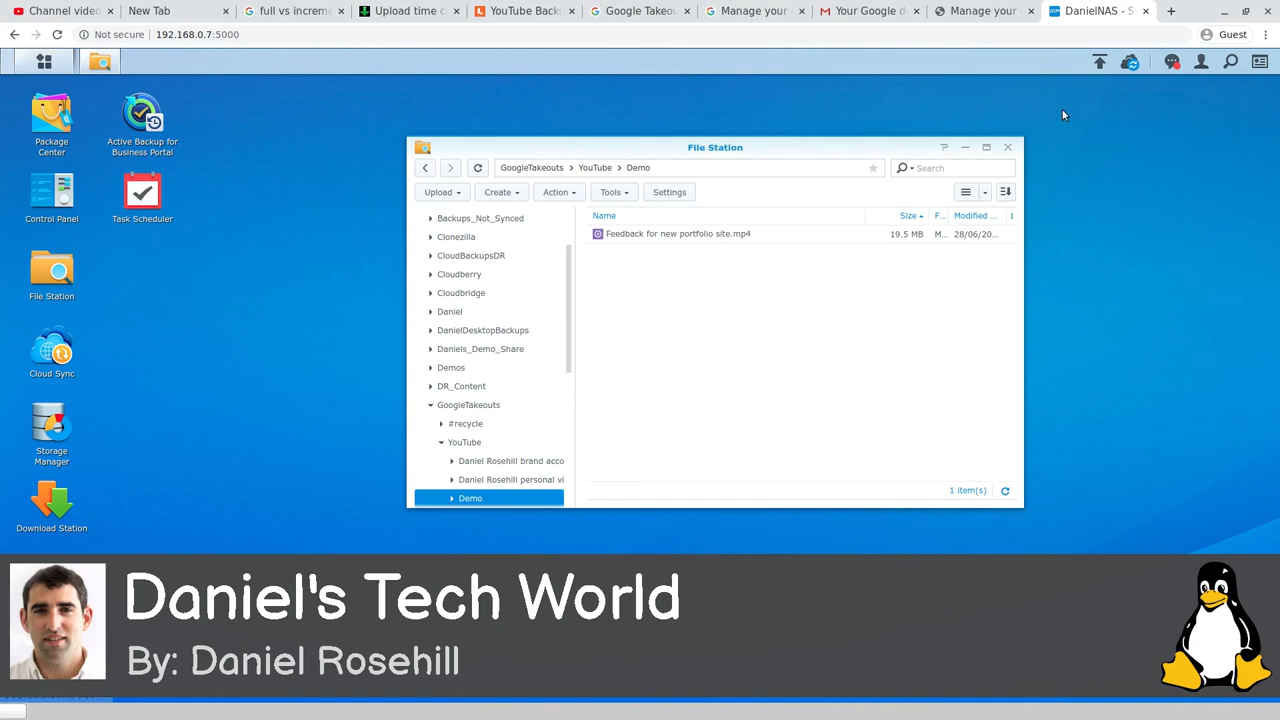 Channel video
New Tab
full vs increme
Upload time ca
YouTube Backu
Google Takeou
Manage your
Your Google d
Manage your
DanielNAS - S
Not secure
192.168.0.7:5000
Guest
Package
Center
Active Backup for
Business Portal
Control Panel
Task Scheduler
File Station
Cloud Sync
Storage
Manager
Download Station
File Station
GoogleTakeouts YouTube Demo
Search
Upload
Create
Action
Tools
Settings
Backups_Not_Synced
Clonezilla
CloudBackupsDR
Cloudberry
Cloudbridge
Daniel
DanielDesktopBackups
Daniels_Demo_Share
Demos
DR_Content
GoogleTakeouts
#recycle
YouTube
Daniel Rosehill brand acco
Daniel Rosehill personal vi
Demo
Name Size F... Modified ...
Feedback for new portfolio site.mp4 19.5 MB M... 28/06/20...
1 item(s)
Daniel's Tech World
By: Daniel Rosehill